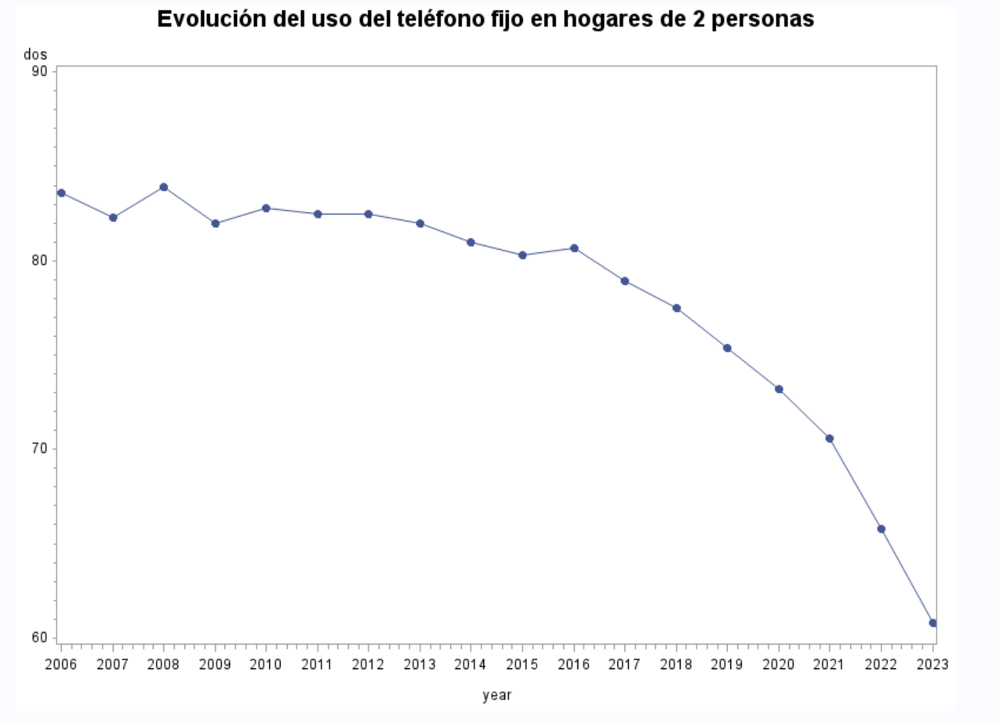 Evolución del uso del teléfono fijo en hogares de 2 personas
dos
90
80
70
60
2006 2007 2008 2009 2010 2011 2012 2013 2014 2015 2016 2017 2018 2019 2020 2021 2022 2023
year